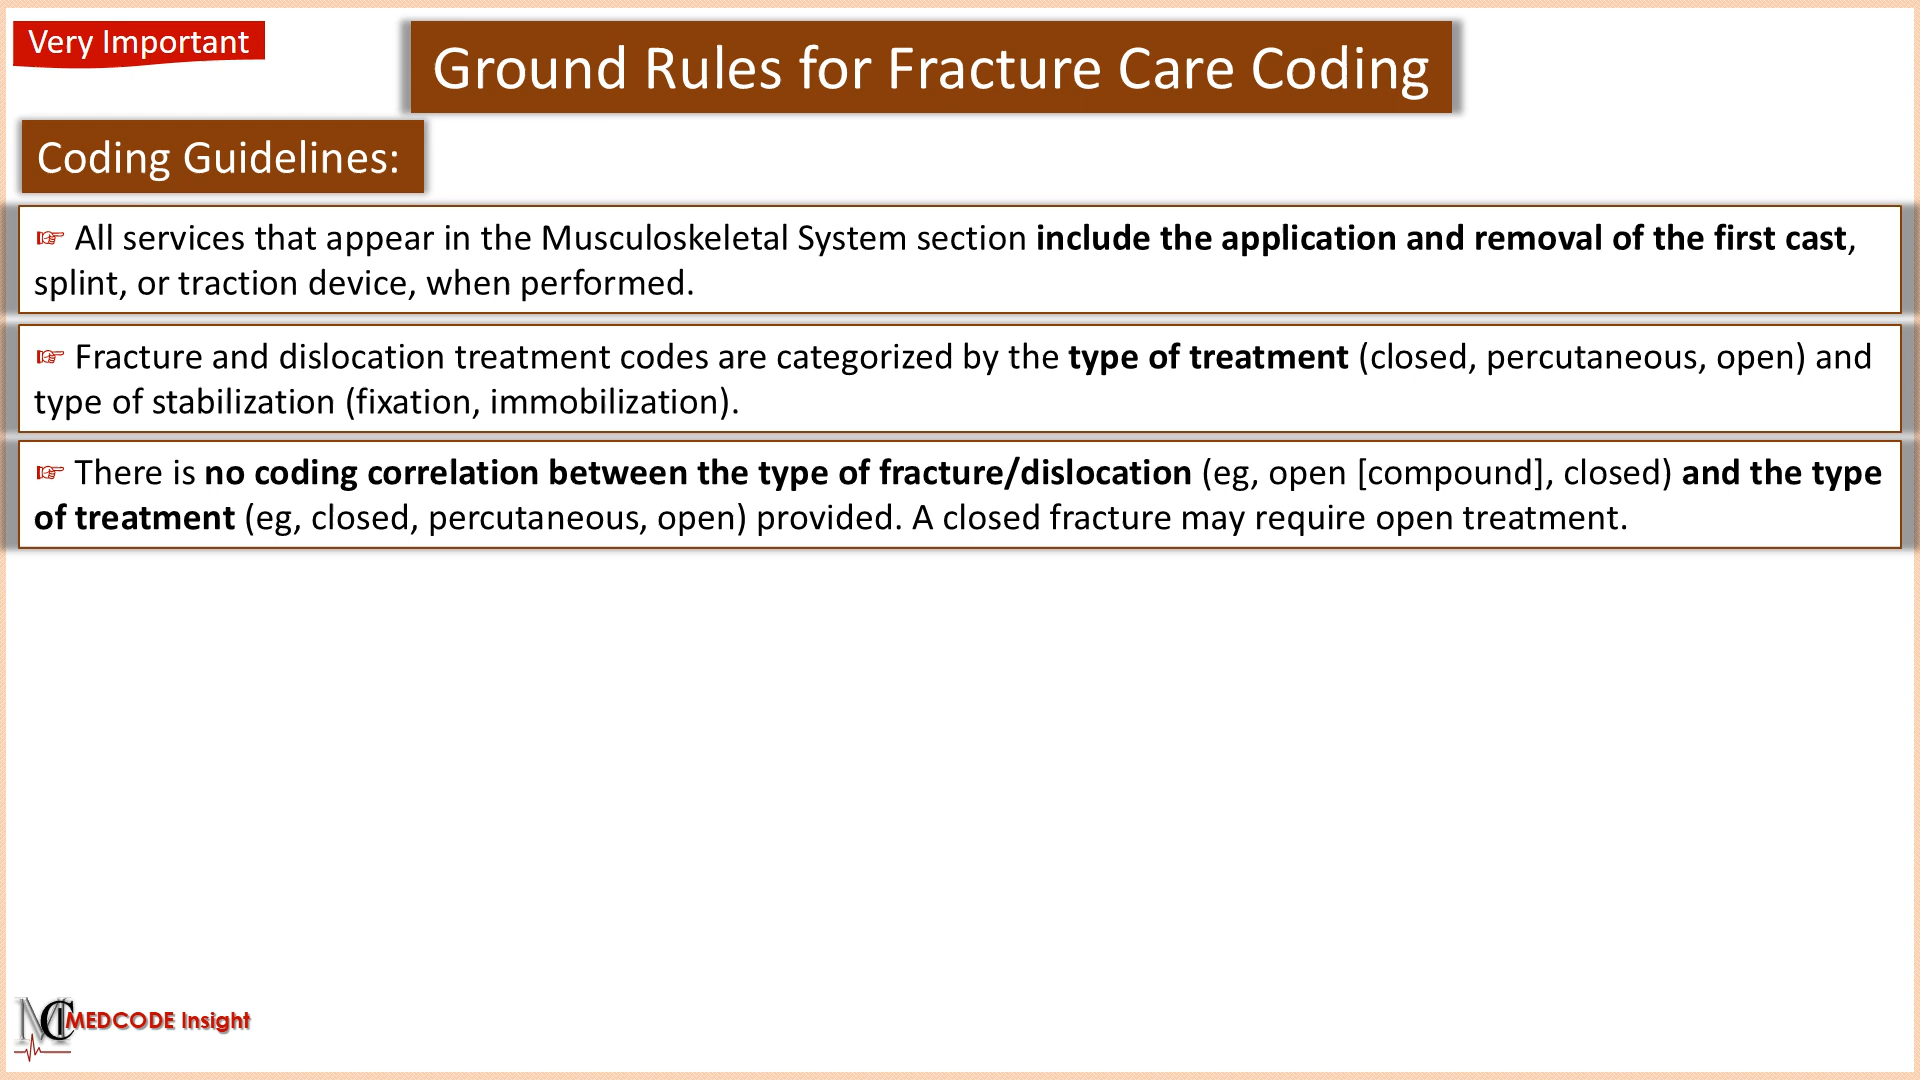 Very Important
Ground Rules for Fracture Care Coding
Coding Guidelines:
☞ All services that appear in the Musculoskeletal System section include the application and removal of the first cast,
splint, or traction device, when performed.
☞ Fracture and dislocation treatment codes are categorized by the type of treatment (closed, percutaneous, open) and
type of stabilization (fixation, immobilization).
☞ There is no coding correlation between the type of fracture/dislocation (eg, open [compound], closed) and the type
of treatment (eg, closed, percutaneous, open) provided. A closed fracture may require open treatment.
MCI MEDCODE Insight